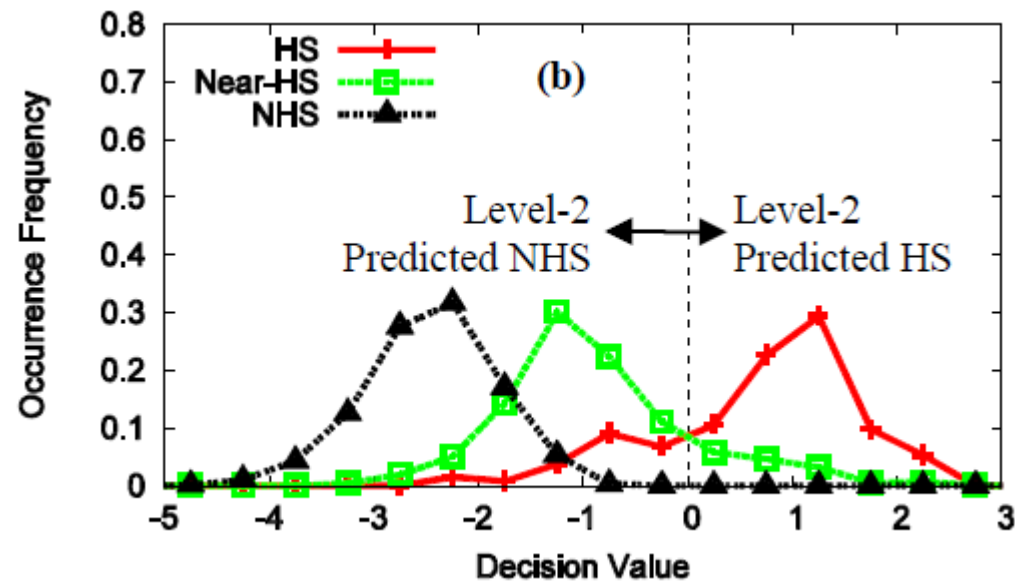 0.8
0.7
0.6
0.5
0.4
0.3
0.2
0.1
0
Occurrence Frequency
HS
Near-HS
NHS
(b)
Level-2
Predicted NHS
Level-2
Predicted HS
-5 -4 -3 -2 -1 0 1 2 3
Decision Value